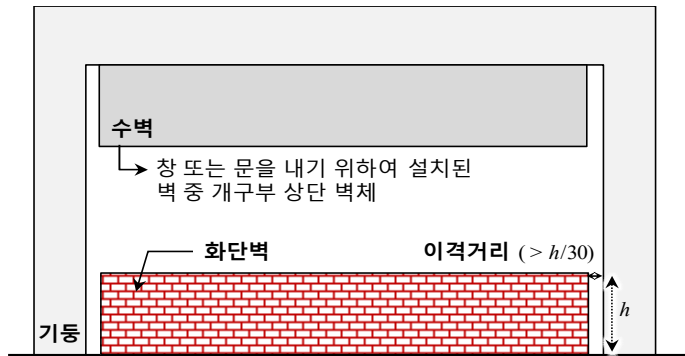 수벽
창 또는 문을 내기 위하여 설치된
벽 중 개구부 상단 벽체
화단벽
이격거리 ( > h/30)
h
기둥